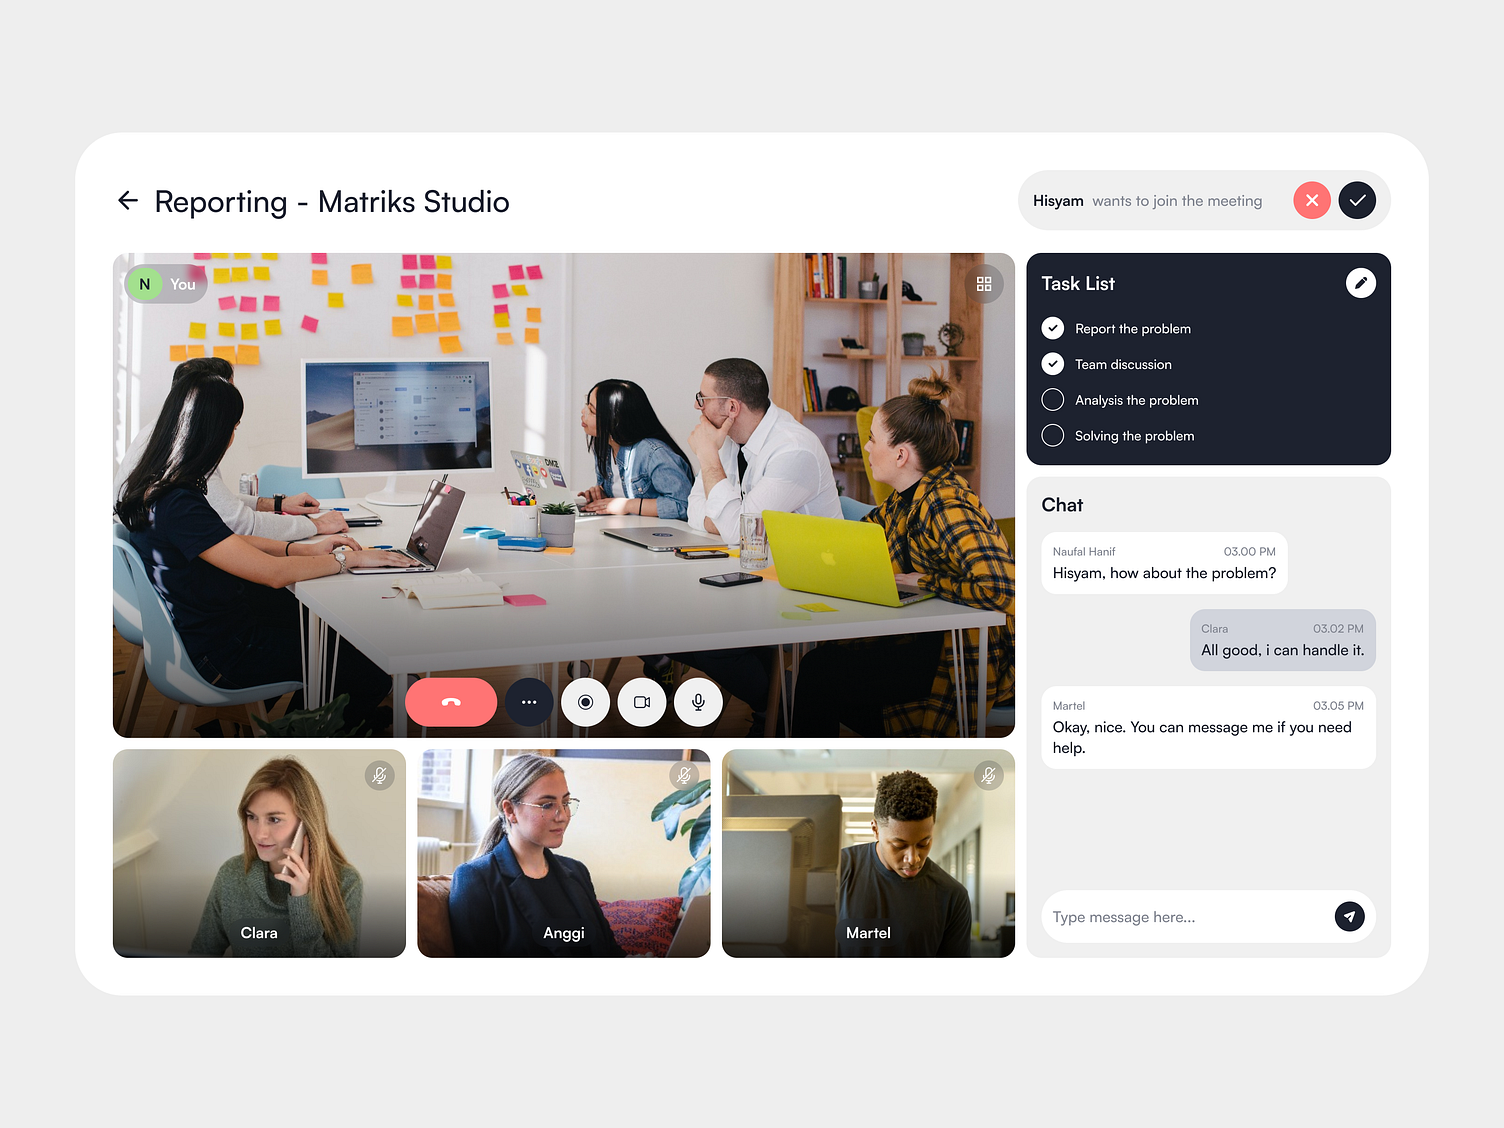 Reporting - Matriks Studio
Hisyam wants to join the meeting
N You
Task List
Report the problem
Team discussion
Analysis the problem
Solving the problem
Chat
Naufal Hanif 03.00 PM
Hisyam, how about the problem?
Clara 03.02 PM
All good, i can handle it.
Martel 03.05 PM
Okay, nice. You can message me if you need
help.
Type message here...
Clara
Anggi
Martel